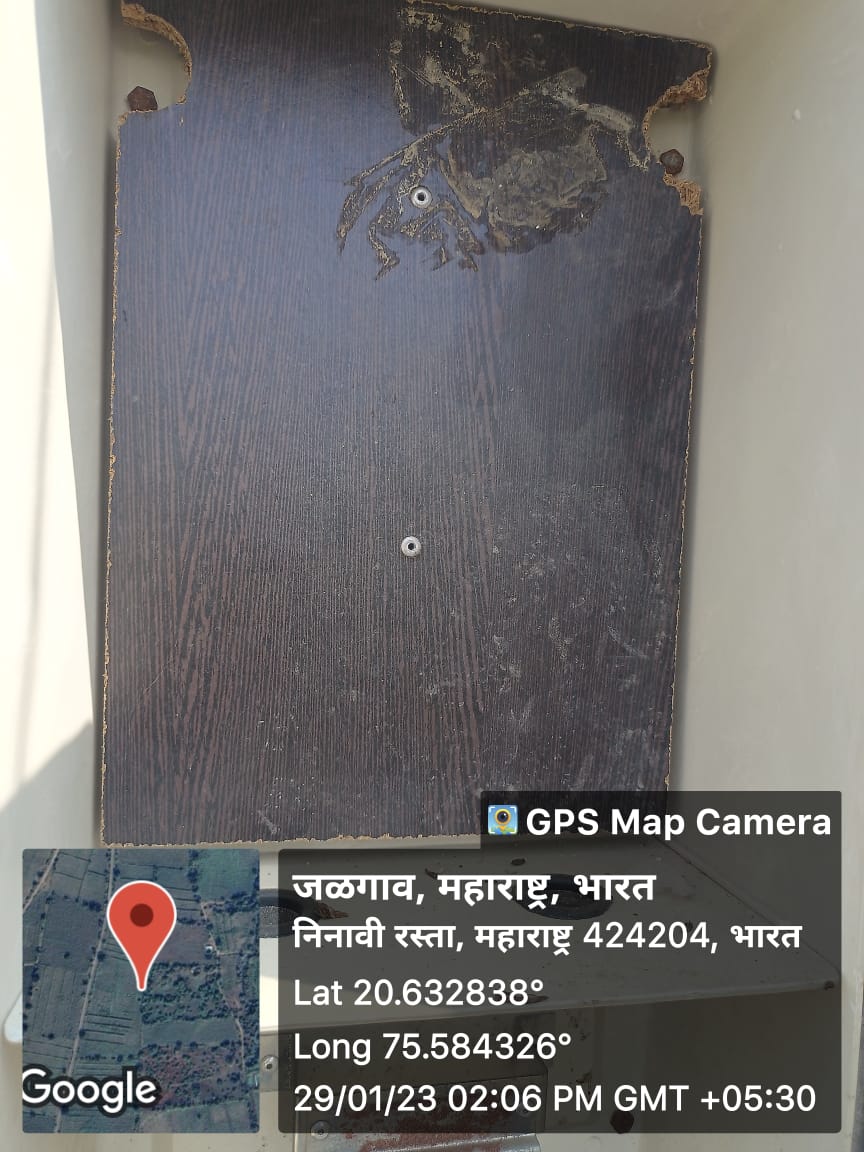 GPS Map Camera
जळगाव, महाराष्ट्र, भारत
निनावी रस्ता, महाराष्ट्र 424204, भारत
Lat 20.632838°
Long 75.584326°
29/01/23 02:06 PM GMT +05:30
Google